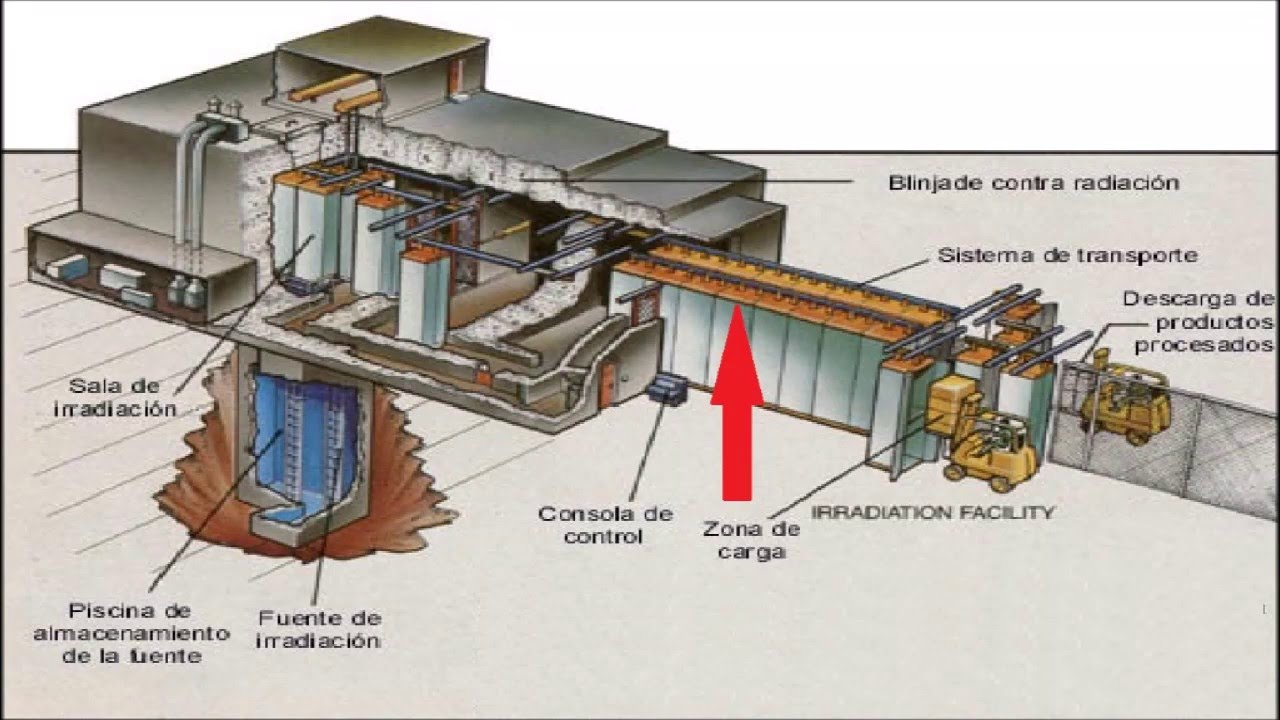 Blinjade contra radiación
Sistema de transporte
Descarga de
productos
procesados
Sala de
irradiación
Consola de
control
Zona de
carga
IRRADIATION FACILITY
Piscina de
almacenamiento
de la fuente
Fuente de
irradiación